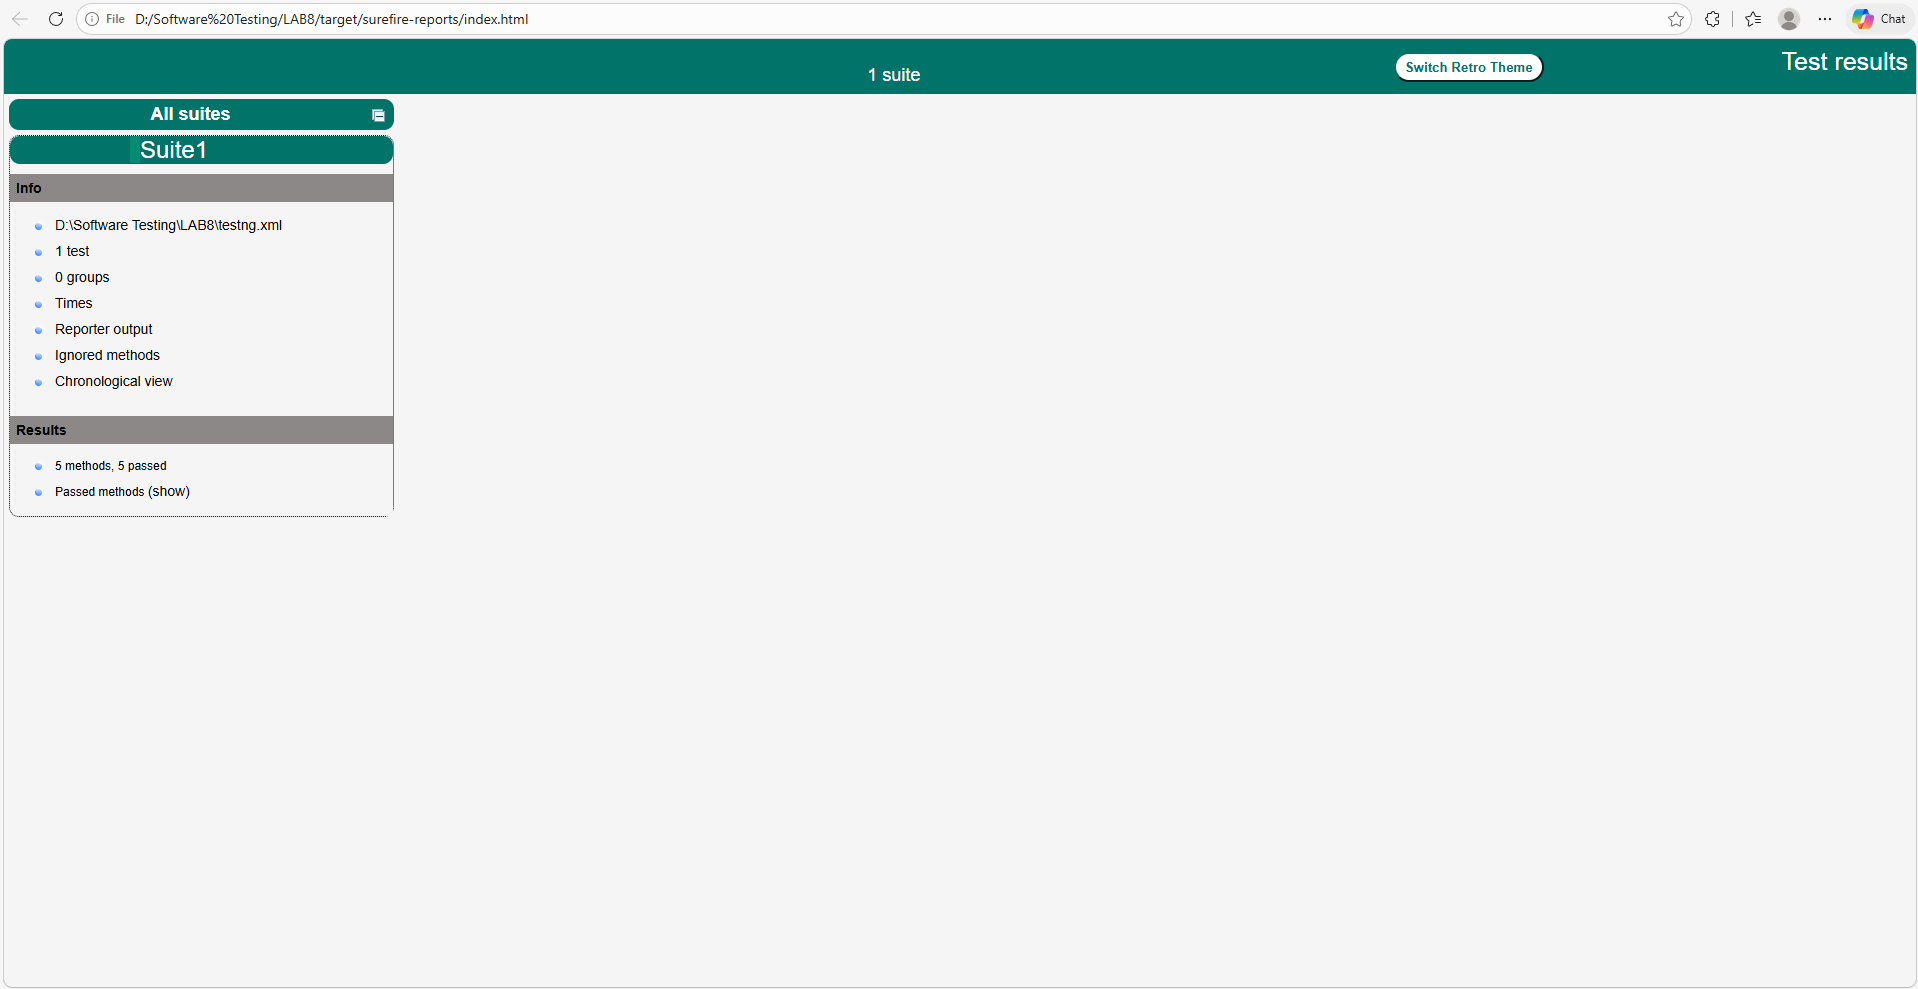 File D:/Software%20Testing/LAB8/target/surefire-reports/index.html
Chat
Test results
1 suite
Switch Retro Theme
All suites
Suite1
Info
D:\Software Testing\LAB8\testng.xml
1 test
0 groups
Times
Reporter output
Ignored methods
Chronological view
Results
5 methods, 5 passed
Passed methods (show)